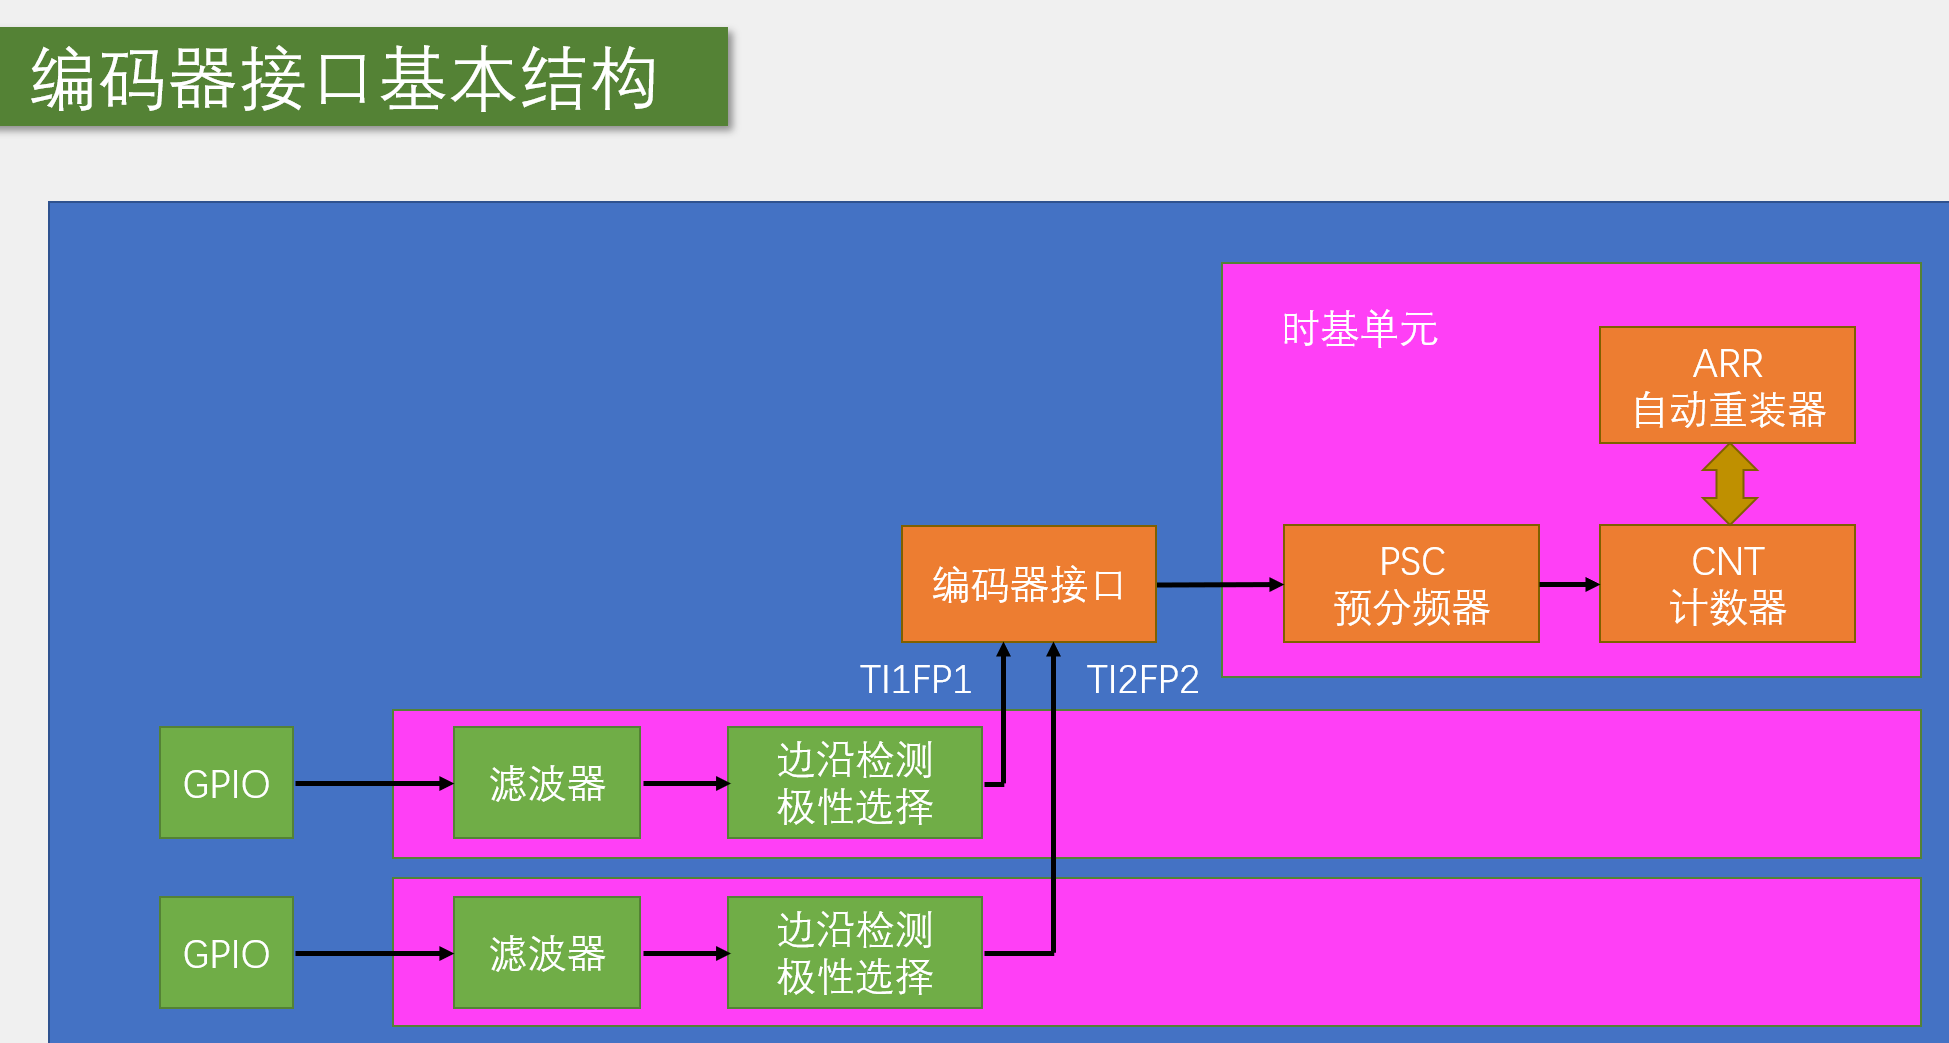 编码器接口基本结构
时基单元
ARR
自动重装器
编码器接口
PSC
预分频器
CNT
计数器
TI1FP1
TI2FP2
GPIO
滤波器
边沿检测
极性选择
GPIO
滤波器
边沿检测
极性选择